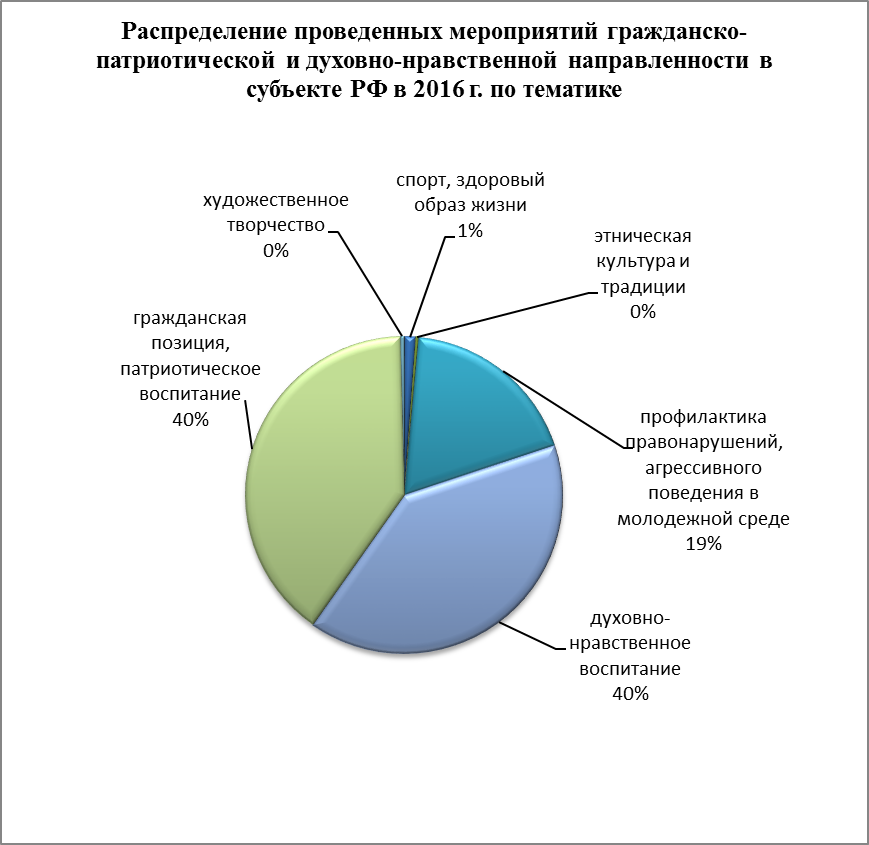 Распределение проведенных мероприятий гражданско-
патриотической и духовно-нравственной направленности в
субъекте РФ в 2016 г. по тематике
художественное
творчество
0%
спорт, здоровый
образ жизни
1%
этническая
культура и
традиции
0%
гражданская
позиция,
патриотическое
воспитание
40%
профилактика
правонарушений,
агрессивного
поведения в
молодежной среде
19%
духовно-
нравственное
воспитание
40%